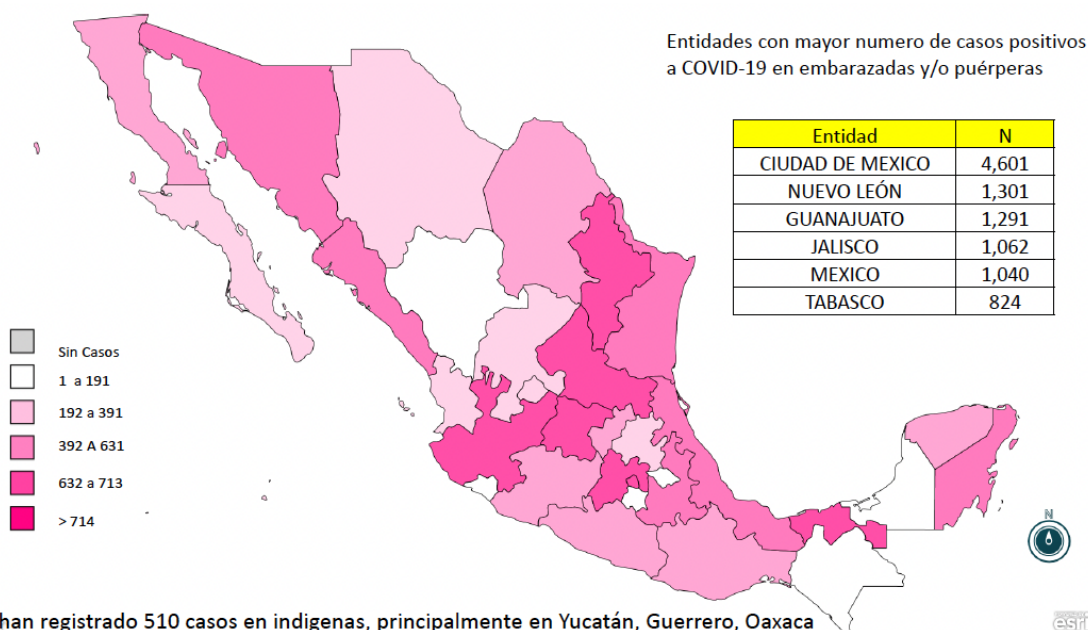 Entidades con mayor numero de casos positivos
a COVID-19 en embarazadas y/o puérperas
Entidad N
CIUDAD DE MEXICO 4,601
NUEVO LEÓN 1,301
GUANAJUATO 1,291
JALISCO 1,062
MEXICO 1,040
TABASCO 824
Sin Casos
1 a 191
192 a 391
392 A 631
632 a 713
> 714
N
han registrado 510 casos en indigenas, principalmente en Yucatán, Guerrero, Oaxaca
esri